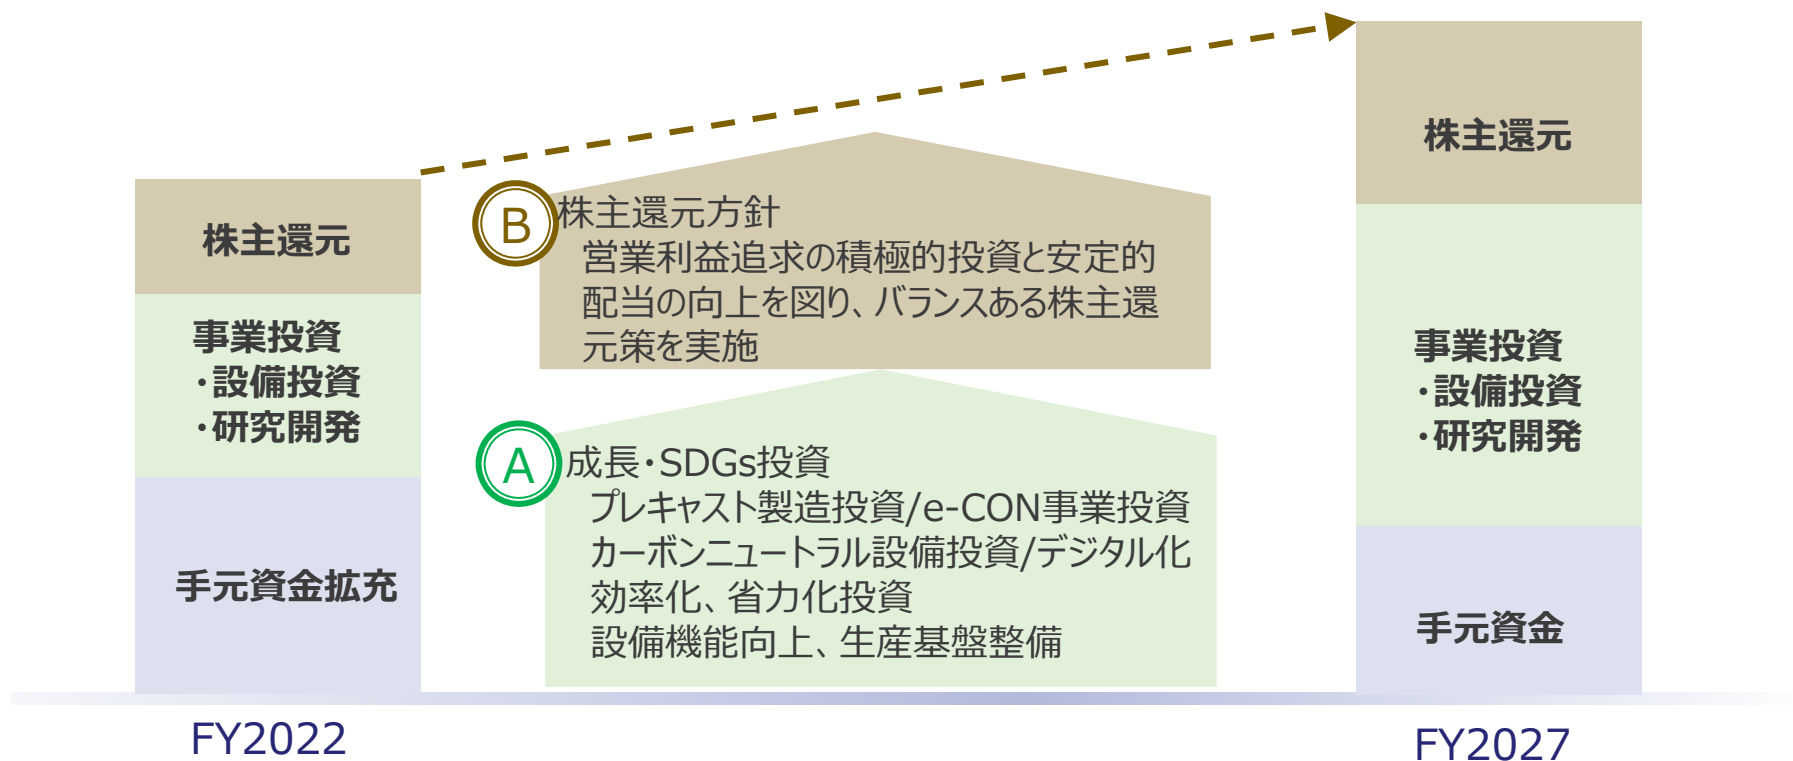 株主還元
事業投資
・設備投資
・研究開発
手元資金拡充
FY2022
B
株主還元方針
営業利益追求の積極的投資と安定的
配当の向上を図り、バランスある株主還
元策を実施
A
成長・SDGs投資
プレキャスト製造投資/e-CON事業投資
カーボンニュートラル設備投資/デジタル化
効率化、省力化投資
設備機能向上、生産基盤整備
株主還元
事業投資
・設備投資
・研究開発
手元資金
FY2027